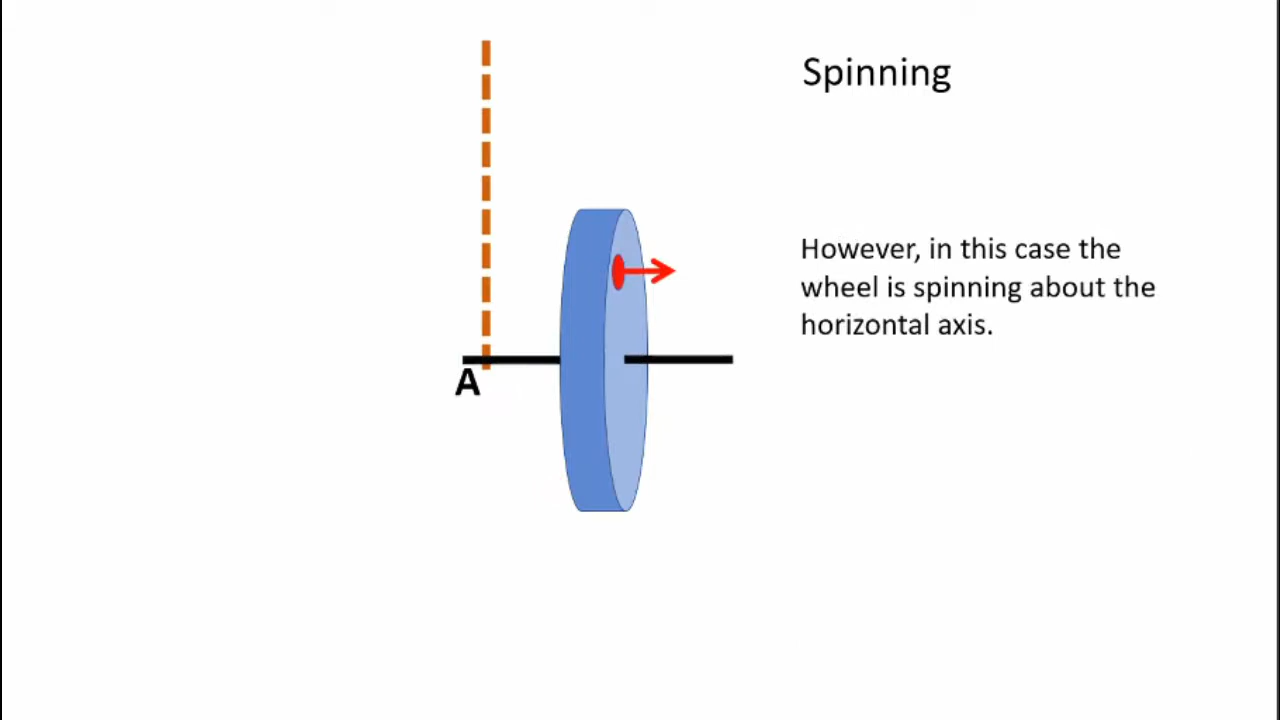 Spinning
However, in this case the
wheel is spinning about the
horizontal axis.
A